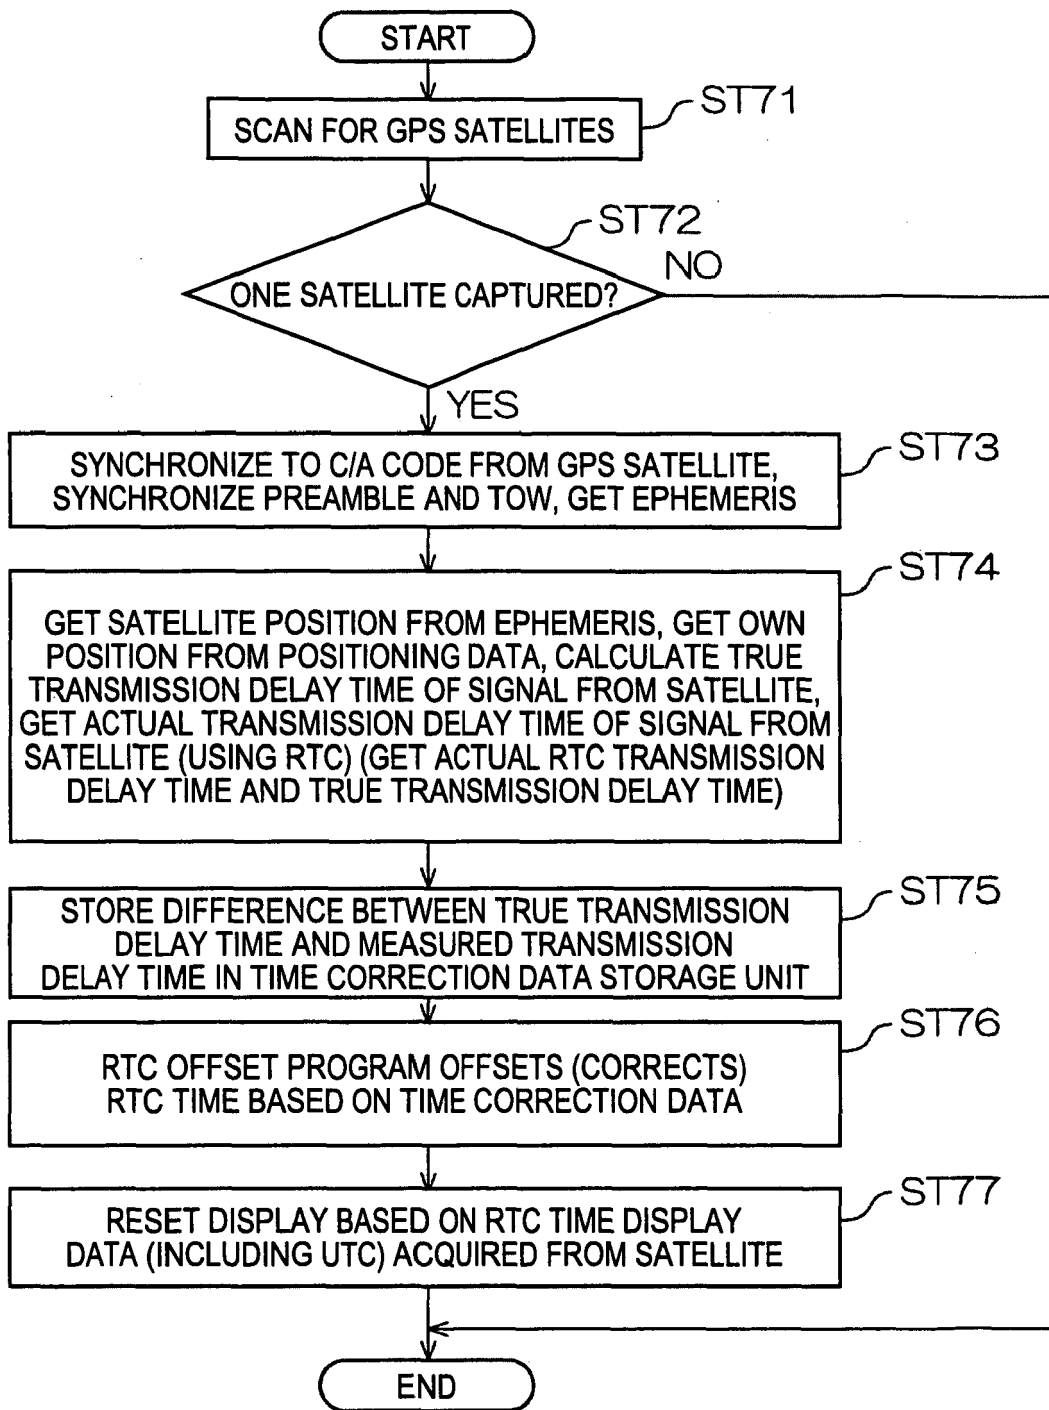 START
ST71
SCAN FOR GPS SATELLITES
ST72
NO
ONE SATELLITE CAPTURED?
YES
ST73
SYNCHRONIZE TO C/A CODE FROM GPS SATELLITE,
SYNCHRONIZE PREAMBLE AND TOW, GET EPHEMERIS
ST74
GET SATELLITE POSITION FROM EPHEMERIS, GET OWN
POSITION FROM POSITIONING DATA, CALCULATE TRUE
TRANSMISSION DELAY TIME OF SIGNAL FROM SATELLITE,
GET ACTUAL TRANSMISSION DELAY TIME OF SIGNAL FROM
SATELLITE (USING RTC) (GET ACTUAL RTC TRANSMISSION
DELAY TIME AND TRUE TRANSMISSION DELAY TIME)
ST75
STORE DIFFERENCE BETWEEN TRUE TRANSMISSION
DELAY TIME AND MEASURED TRANSMISSION
DELAY TIME IN TIME CORRECTION DATA STORAGE UNIT
ST76
RTC OFFSET PROGRAM OFFSETS (CORRECTS)
RTC TIME BASED ON TIME CORRECTION DATA
ST77
RESET DISPLAY BASED ON RTC TIME DISPLAY
DATA (INCLUDING UTC) ACQUIRED FROM SATELLITE
END